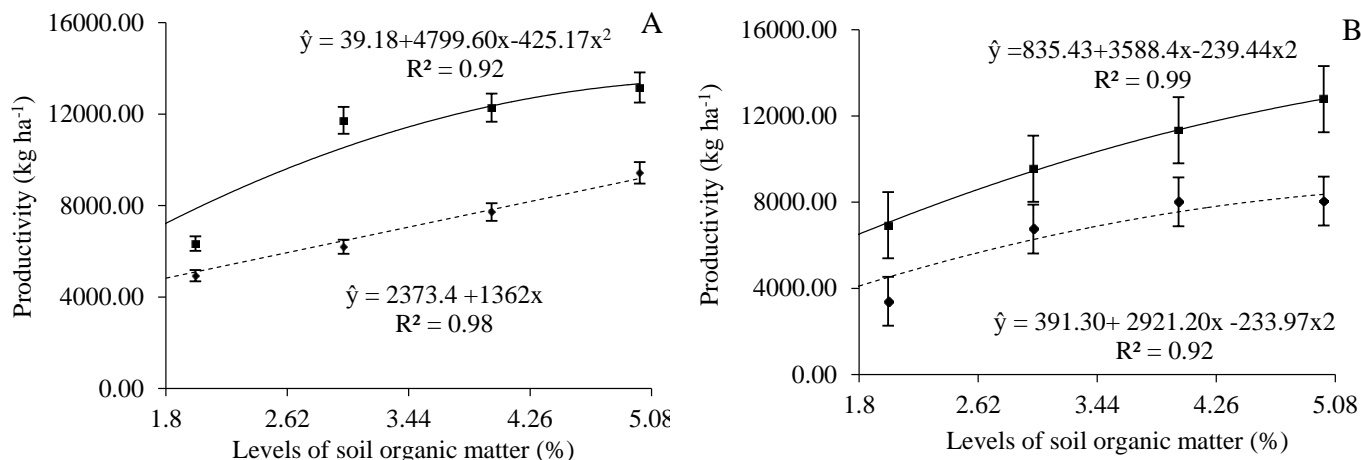 A
ŷ = 39.18+4799.60x-425.17x²
R² = 0.92
Productivity (kg ha⁻¹)
16000.00
12000.00
8000.00
4000.00
0.00
ŷ = 2373.4 +1362x
R² = 0.98
1.8 2.62 3.44 4.26 5.08
Levels of soil organic matter (%)
B
ŷ =835.43+3588.4x-239.44x2
R² = 0.99
Productivity (kg ha⁻¹)
16000.00
12000.00
8000.00
4000.00
0.00
ŷ = 391.30+ 2921.20x -233.97x2
R² = 0.92
1.8 2.62 3.44 4.26 5.08
Levels of soil organic matter (%)